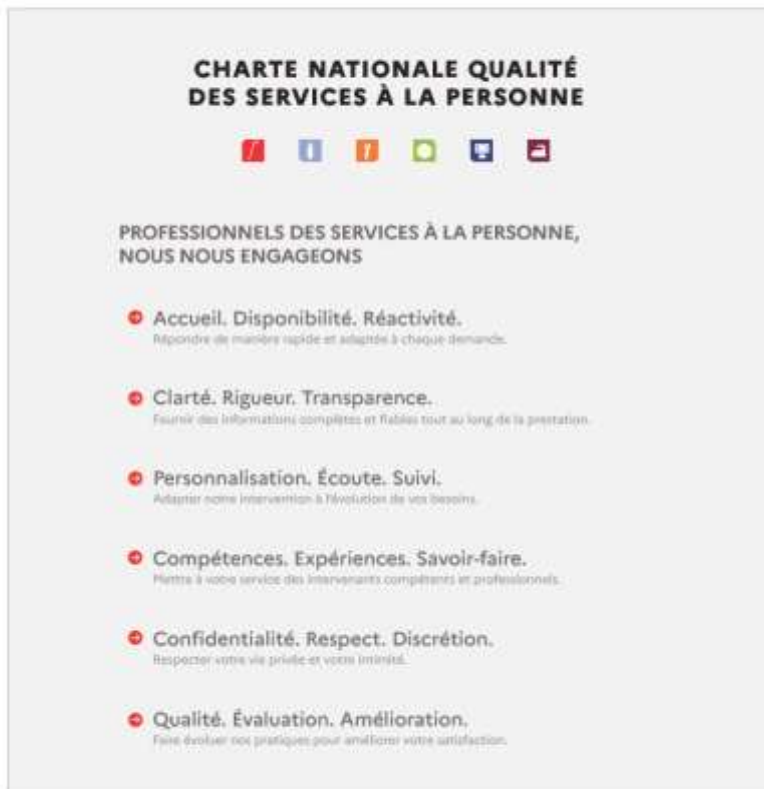 CHARTE NATIONALE QUALITÉ
DES SERVICES À LA PERSONNE
PROFESSIONNELS DES SERVICES À LA PERSONNE,
NOUS NOUS ENGAGEONS
Accueil. Disponibilité. Réactivité.
Répondre de manière rapide et adaptée à chaque demande.
Clarté. Rigueur. Transparence.
Fournir des informations complètes et fiables tout au long de la prestation.
Personnalisation. Écoute. Suivi.
Adapter notre intervention à l'évolution de vos besoins.
Compétences. Expériences. Savoir-faire.
Mettre à votre service des intervenants compétents et professionnels.
Confidentialité. Respect. Discrétion.
Respecter votre vie privée et votre intimité.
Qualité. Évaluation. Amélioration.
Faire évoluer nos pratiques pour améliorer votre satisfaction.